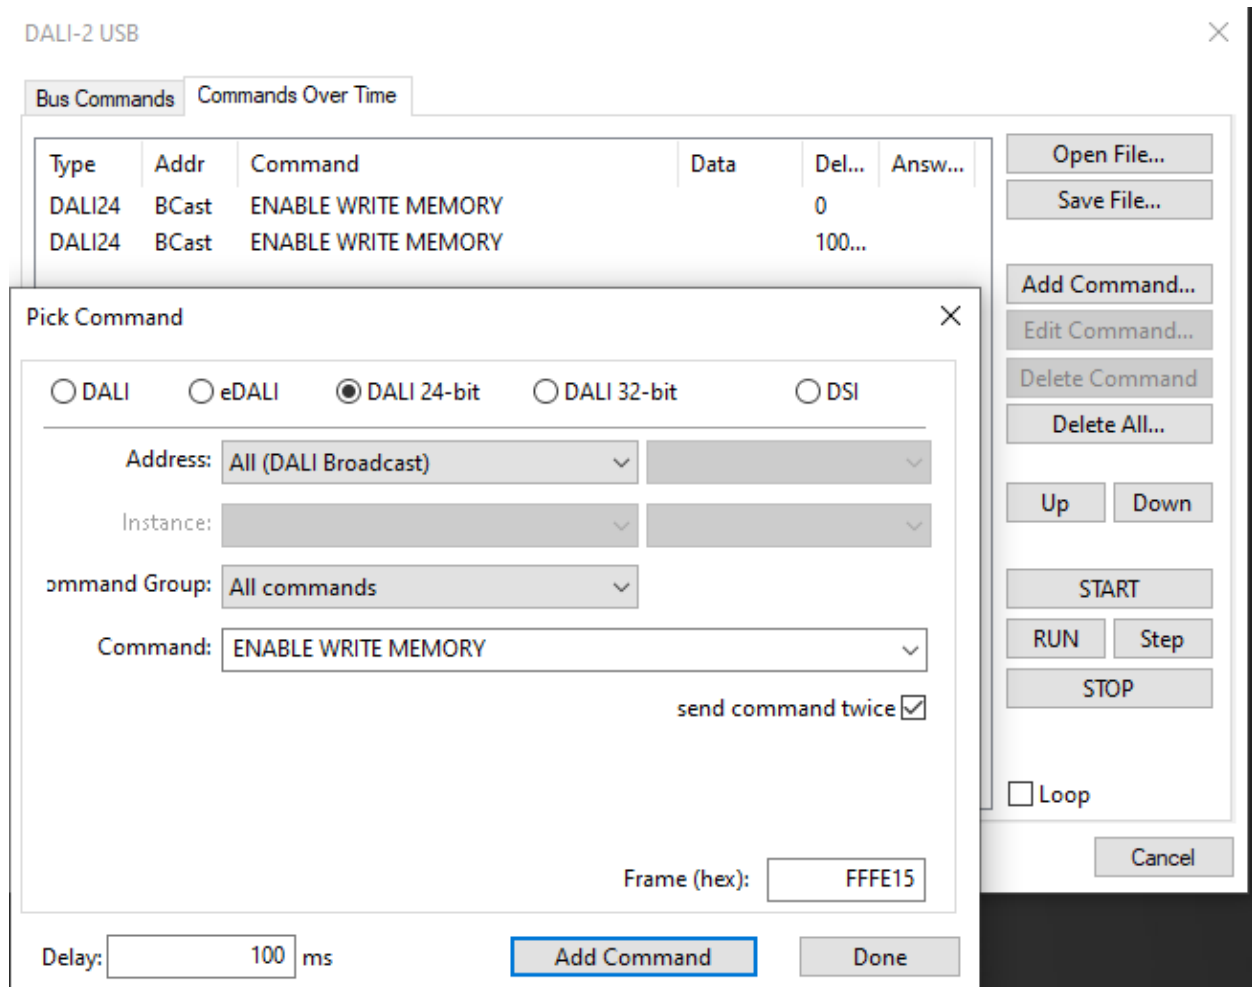 DALI-2 USB
Bus Commands Commands Over Time
Type Addr Command Data Del... Answ...
DALI24 BCast ENABLE WRITE MEMORY 0
DALI24 BCast ENABLE WRITE MEMORY 100...
Open File...
Save File...
Add Command...
Edit Command...
Delete Command
Delete All...
Up Down
START
RUN Step
STOP
Loop
Cancel
Pick Command
DALI eDALI DALI 24-bit DALI 32-bit DSI
Address: All (DALI Broadcast)
Instance:
ommand Group: All commands
Command: ENABLE WRITE MEMORY
send command twice
Frame (hex): FFFE15
Delay: 100 ms Add Command Done